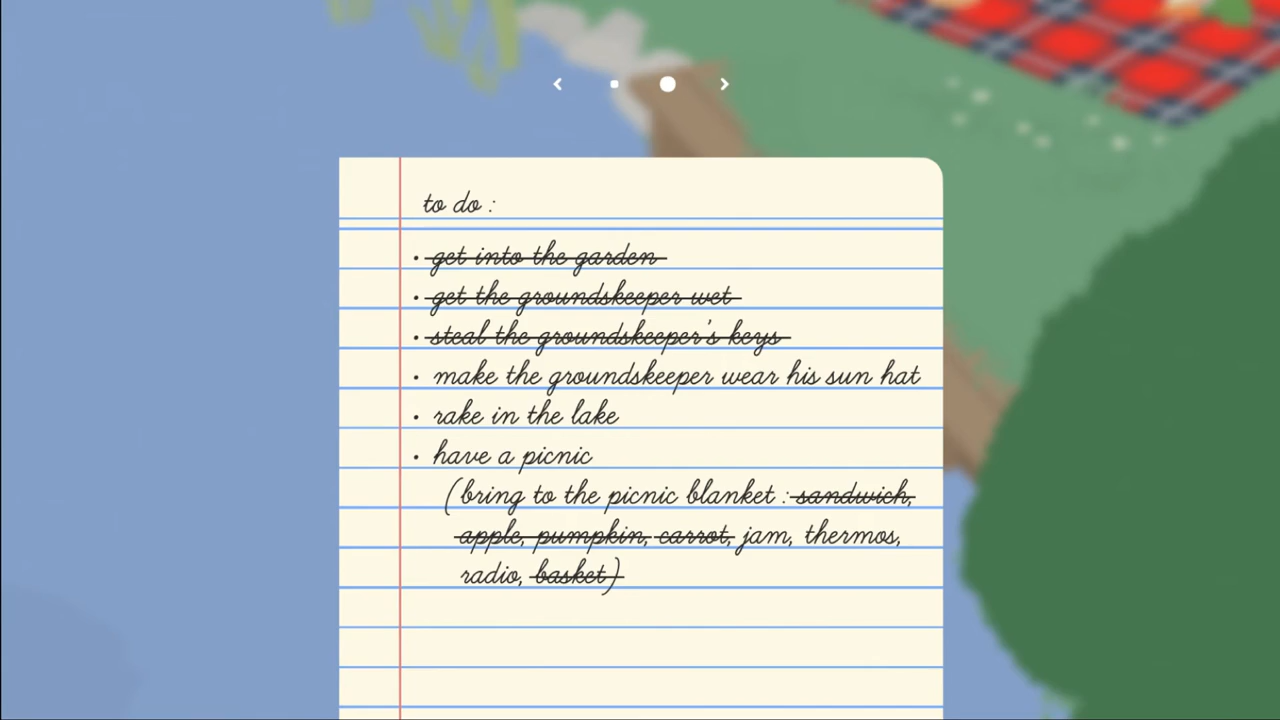 to do :
• get into the garden
• get the groundskeeper wet
• steal the groundskeeper's keys
• make the groundskeeper wear his sun hat
• rake in the lake
• have a picnic
(bring to the picnic blanket : sandwich,
apple, pumpkin, carrot, jam, thermos,
radio, basket)